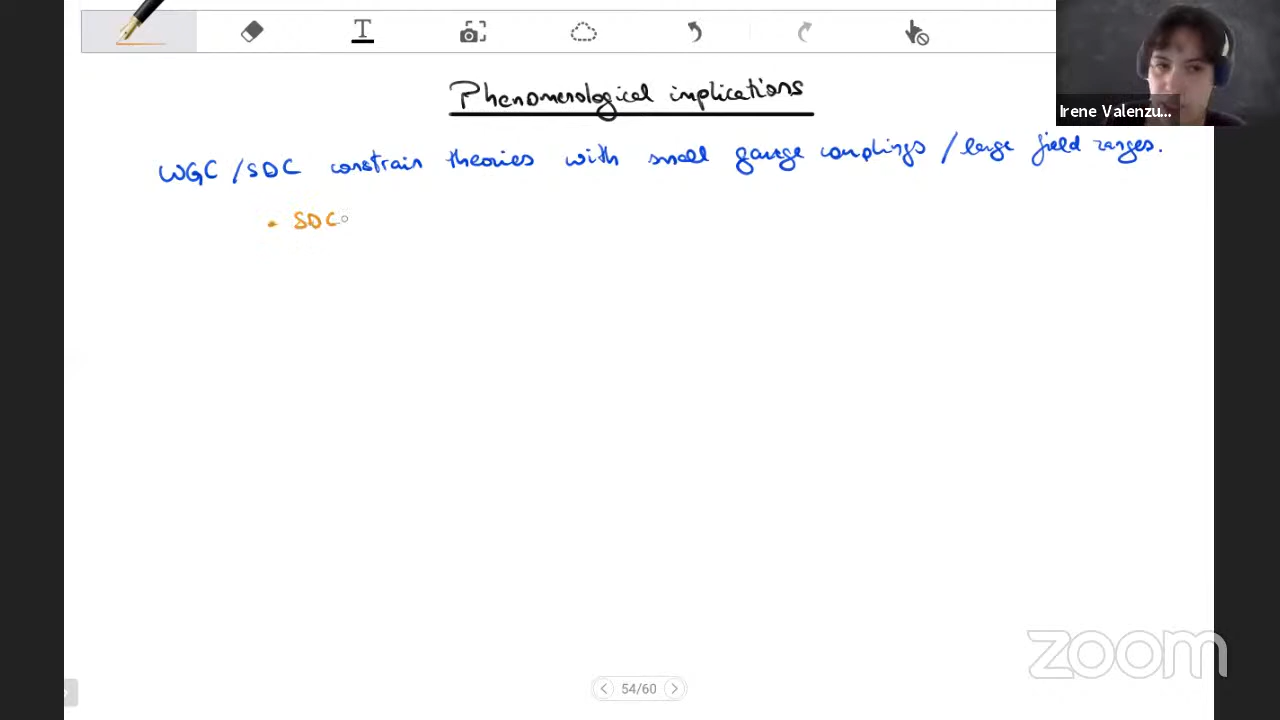 T
Phenomenological implications
Irene Valenzu...
WGC / SDC constrain theories with small gauge couplings / large field ranges.
• SDC
54/60
zoom